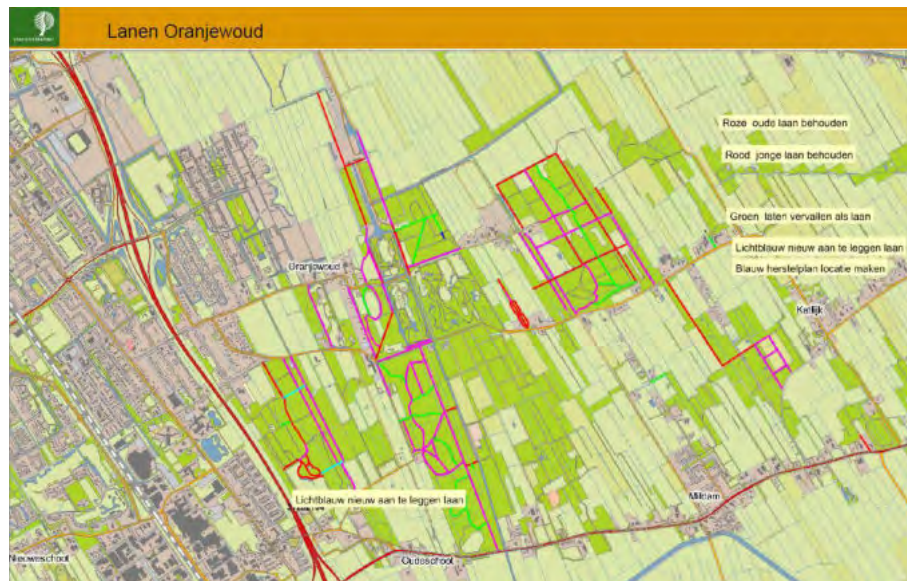 Lanen Oranjewoud
Roze oude laan behouden
Rood jonge laan behouden
Groen laten vervallen als laan
Lichtblauw nieuw aan te leggen laan
Blauw herstelplan locatie maken
Oranjewoud
Katlijk
Lichtblauw nieuw aan te leggen laan
Mildam
Nieuweschoot
Oudeschoot